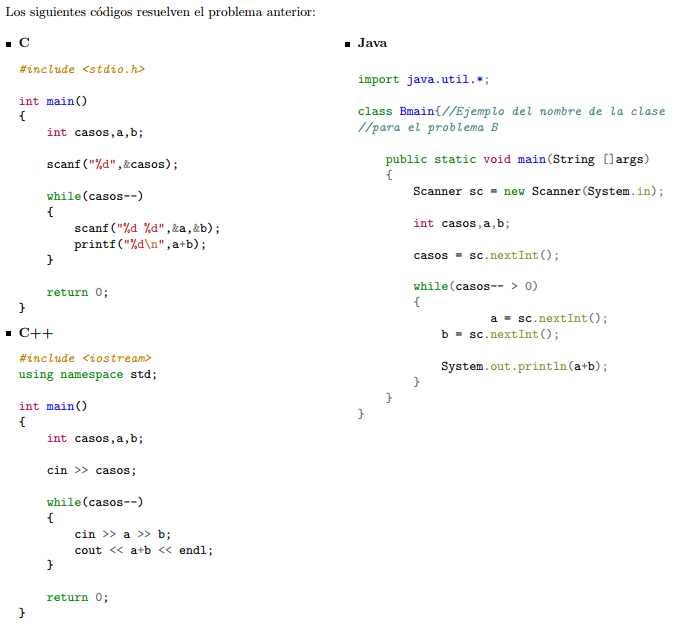 Los siguientes códigos resuelven el problema anterior:
▪ C
#include <stdio.h>
int main()
{
    int casos,a,b;
    scanf("%d",&casos);
    while(casos--)
    {
        scanf("%d %d",&a,&b);
        printf("%d\n",a+b);
    }
    return 0;
}
▪ C++
#include <iostream>
using namespace std;
int main()
{
    int casos,a,b;
    cin >> casos;
    while(casos--)
    {
        cin >> a >> b;
        cout << a+b << endl;
    }
    return 0;
}
▪ Java
import java.util.*;
class Bmain{//Ejemplo del nombre de la clase
//para el problema B
    public static void main(String []args)
    {
        Scanner sc = new Scanner(System.in);
        int casos,a,b;
        casos = sc.nextInt();
        while(casos-- > 0)
        {
                   a = sc.nextInt();
            b = sc.nextInt();
            System.out.println(a+b);
        }
    }
}